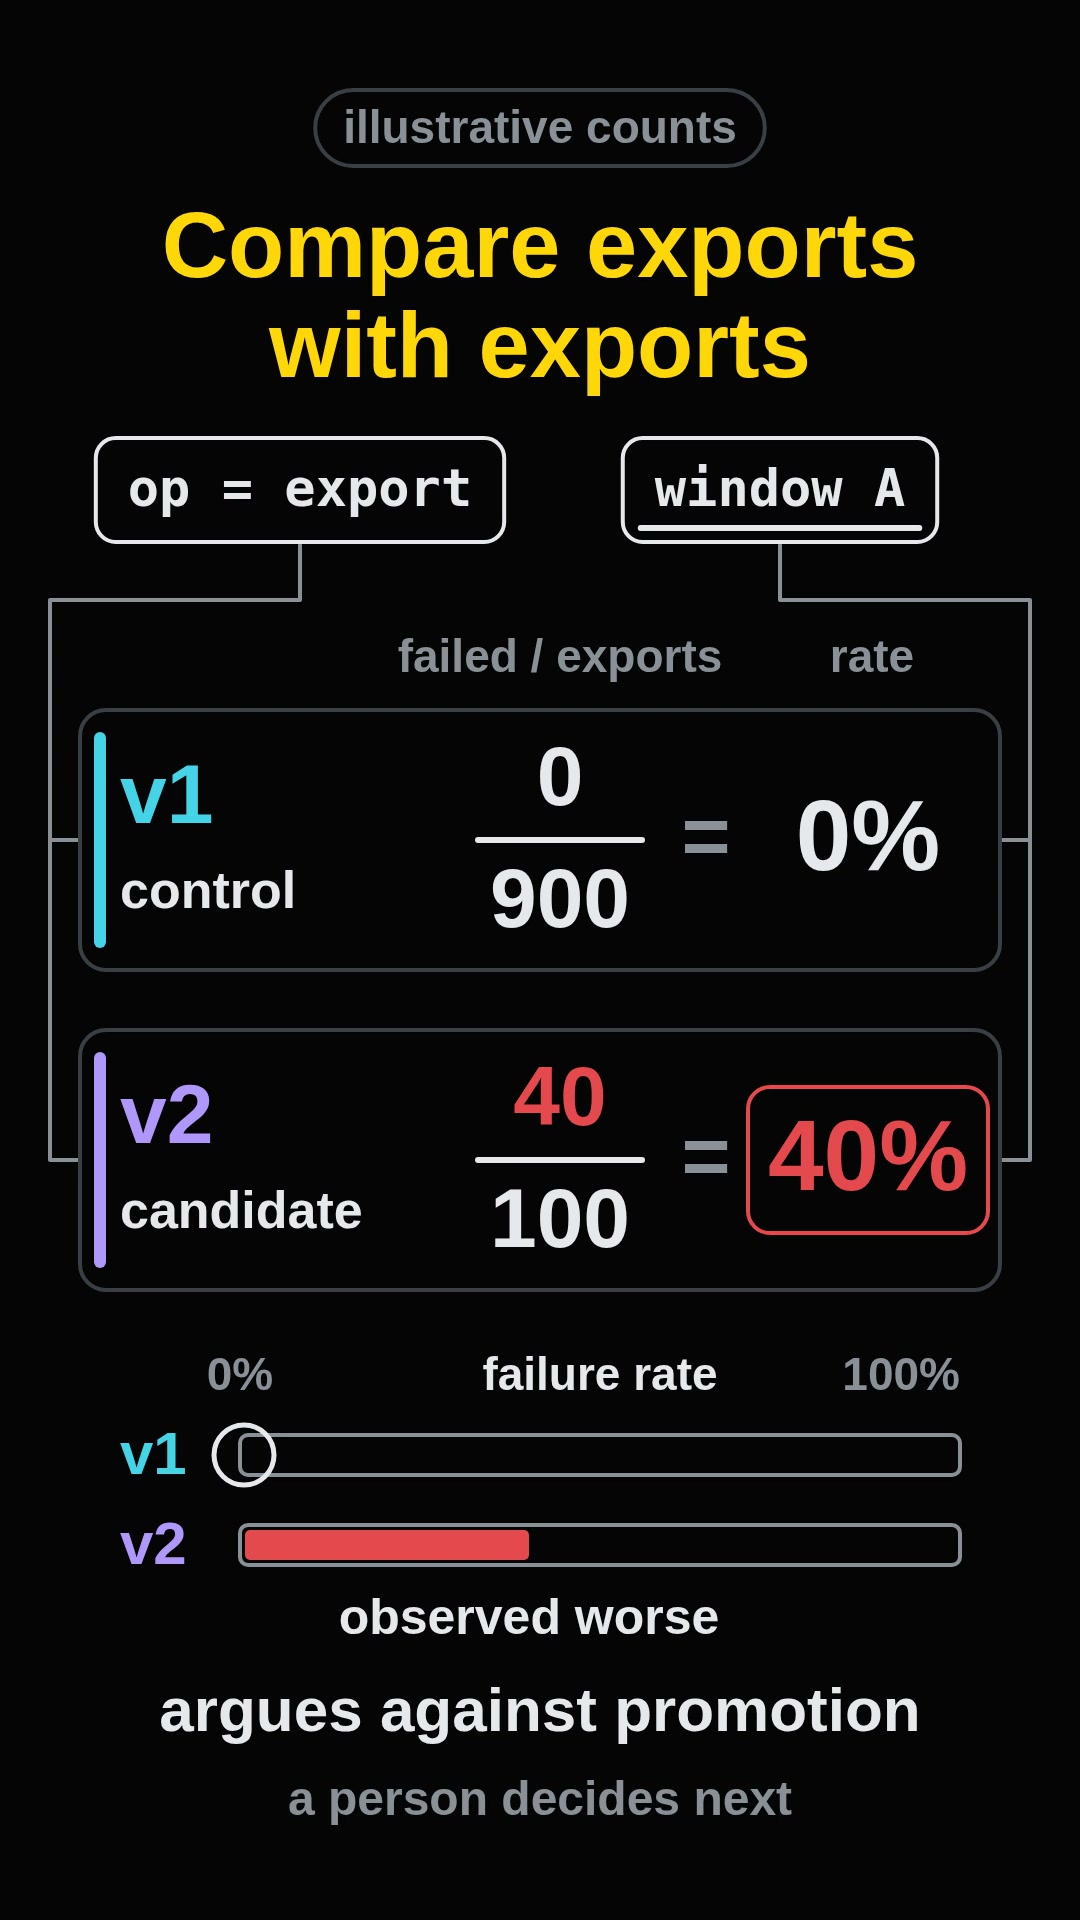 illustrative counts
Compare exports
with exports
op = export
window A
failed / exports
rate
v1
control
0
900
=
0%
v2
candidate
40
100
=
40%
0%
failure rate
100%
v1
v2
observed worse
argues against promotion
a person decides next